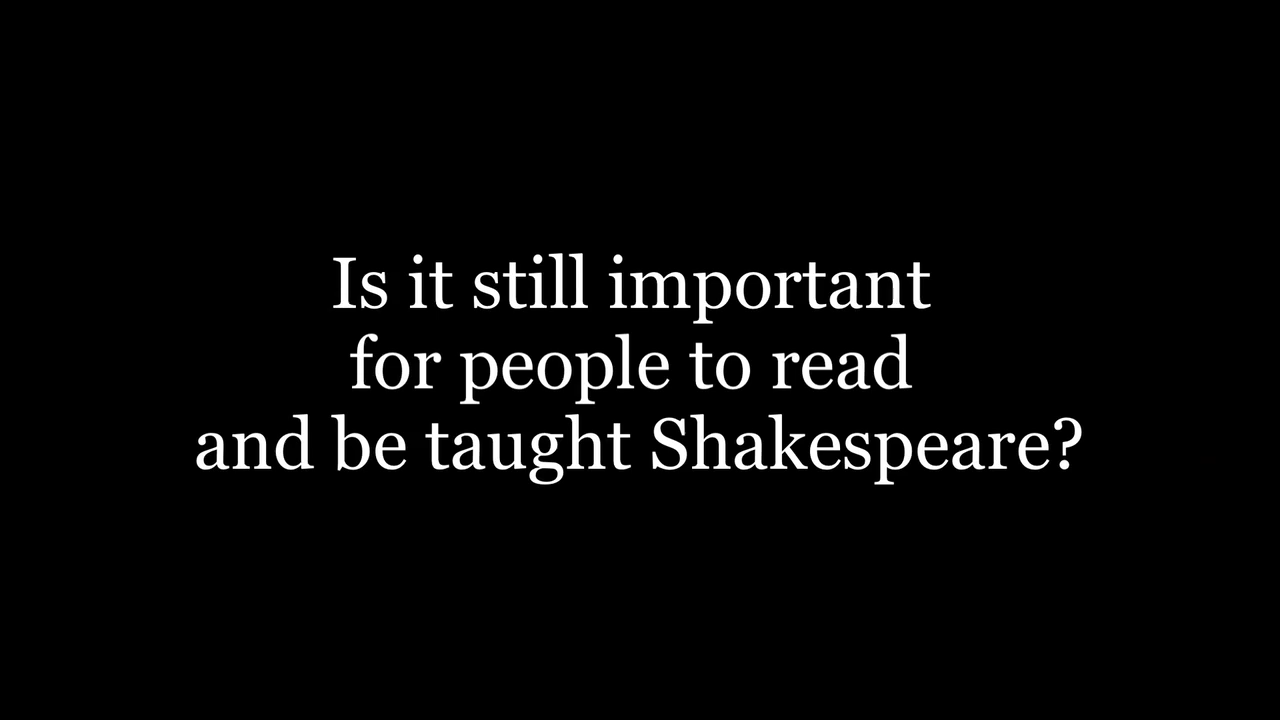 Is it still important
for people to read
and be taught Shakespeare?